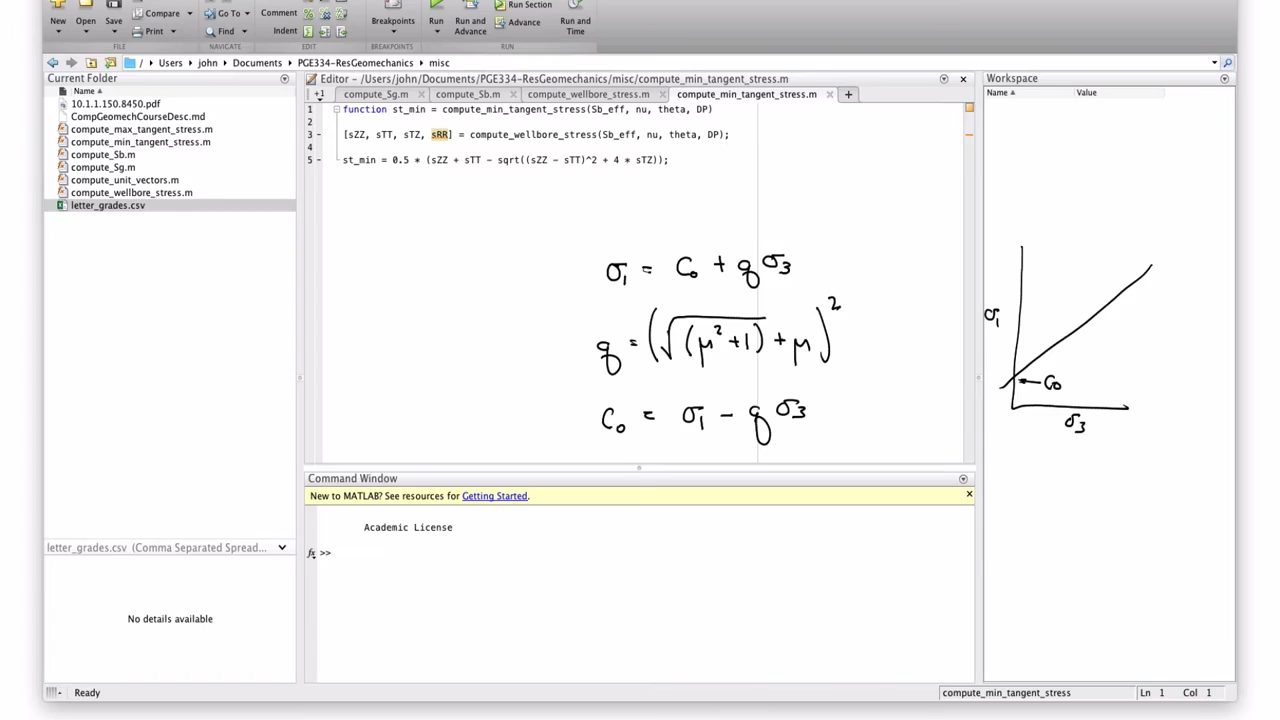 New Open Save Compare Print Go To Find Comment Indent Breakpoints Run Run and Advance Run Section Advance Run and Time
FILE NAVIGATE EDIT BREAKPOINTS RUN
/ Users john Documents PGE334-ResGeomechanics misc
Current Folder
Name
10.1.1.150.8450.pdf
CompGeomechCourseDesc.md
compute_max_tangent_stress.m
compute_min_tangent_stress.m
compute_Sb.m
compute_Sg.m
compute_unit_vectors.m
compute_wellbore_stress.m
letter_grades.csv
letter_grades.csv (Comma Separated Spread...
No details available
Editor - /Users/john/Documents/PGE334-ResGeomechanics/misc/compute_min_tangent_stress.m
+1 compute_Sg.m compute_Sb.m compute_wellbore_stress.m compute_min_tangent_stress.m
1 function st_min = compute_min_tangent_stress(Sb_eff, nu, theta, DP)
2
3 - [sZZ, sTT, sTZ, sRR] = compute_wellbore_stress(Sb_eff, nu, theta, DP);
4
5 - st_min = 0.5 * (sZZ + sTT - sqrt((sZZ - sTT)^2 + 4 * sTZ));
σ₁ = C₀ + q σ₃
q = (√(μ²+1) + μ)²
C₀ = σ₁ - q σ₃
Command Window
New to MATLAB? See resources for Getting Started.
Academic License
fx >>
Workspace
Name Value
σ₁
C₀
σ₃
Ready
compute_min_tangent_stress Ln 1 Col 1